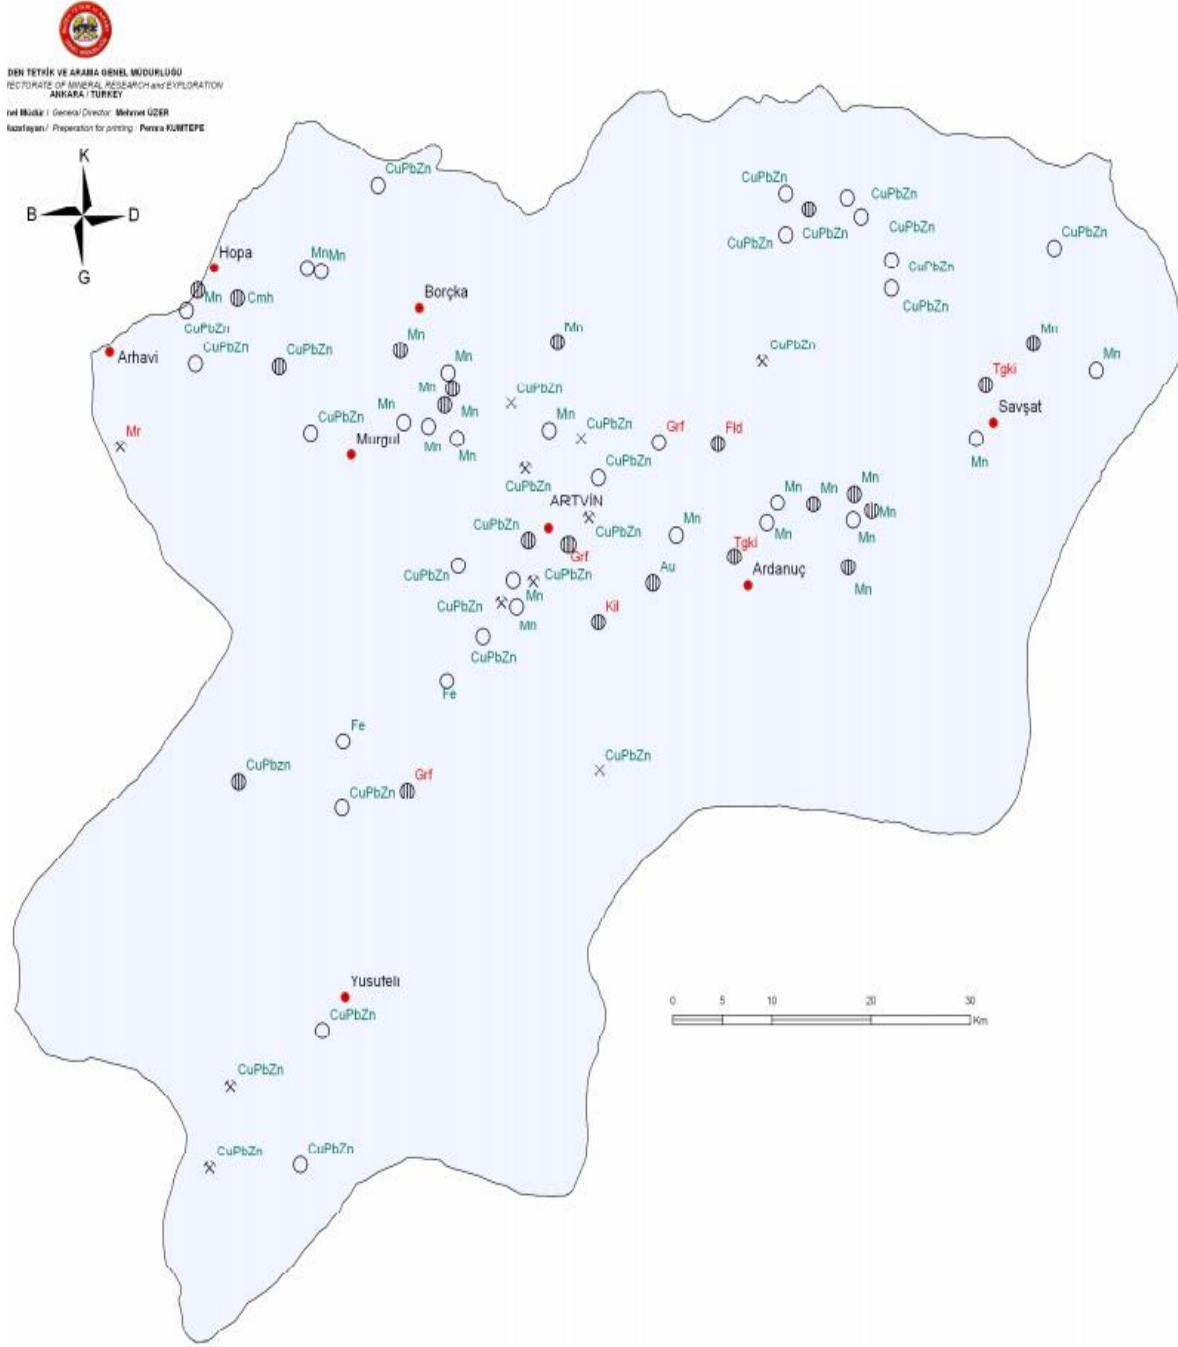 DEN TETKİK VE ARAMA GENEL MÜDÜRLÜĞÜ
RECTORATE OF MINERAL RESEARCH and EXPLORATION
ANKARA / TURKEY
nel Müdür / General Director: Mehmet ÜZER
Hazırlayan / Preperation for printing : Pemra KUMTEPE
K
B
D
G
CuPbZn
CuPbZn
CuPbZn
CuPbZn
CuPbZn
CuPbZn
CuPbZn
Hopa
Mn
Mn
CuPbZn
Mn
Cmh
Borçka
CuPbZn
CuPbZn
CuPbZn
CuPbZn
Arhavi
Mn
Mn
CuPbZn
Mn
Mn
Mn
Mn
CuPbZn
Tgki
Mn
Mn
Savşat
Mr
CuPbZn
Murgul
Mn
Mn
Mn
CuPbZn
Grf
Fld
Mn
CuPbZn
CuPbZn
Mn
Mn
Mn
ARTVİN
Mn
CuPbZn
CuPbZn
Mn
Mn
Mn
Grf
Tgki
CuPbZn
CuPbZn
Au
Ardanuç
Mn
Mn
CuPbZn
Kil
Mn
CuPbZn
Fe
Fe
CuPbZn
CuPbzn
Grf
CuPbZn
Yusufeli
CuPbZn
0
5
10
20
30
Km
CuPbZn
CuPbZn
CuPbZn